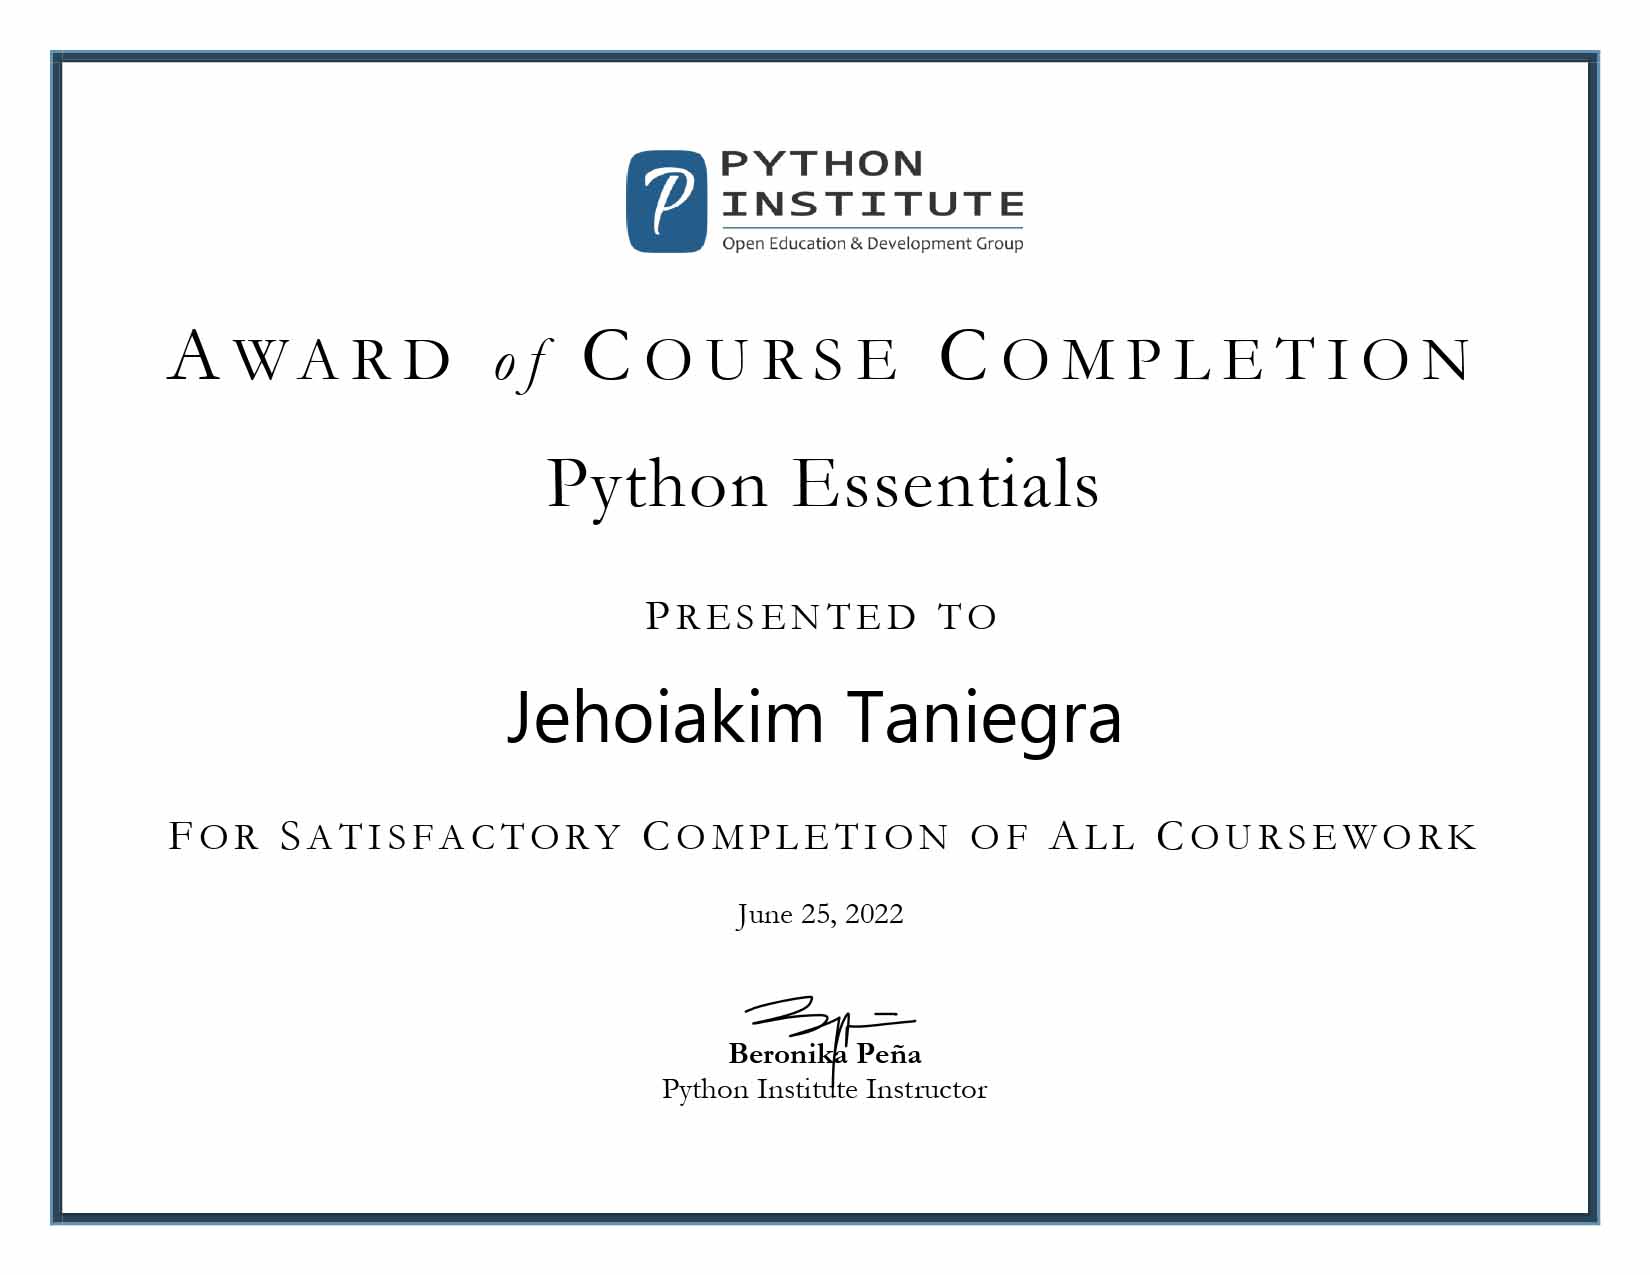 PYTHON
INSTITUTE
Open Education & Development Group
AWARD of COURSE COMPLETION
Python Essentials
PRESENTED TO
Jehoiakim Taniegra
FOR SATISFACTORY COMPLETION OF ALL COURSEWORK
June 25, 2022
Beronika Peña
Python Institute Instructor